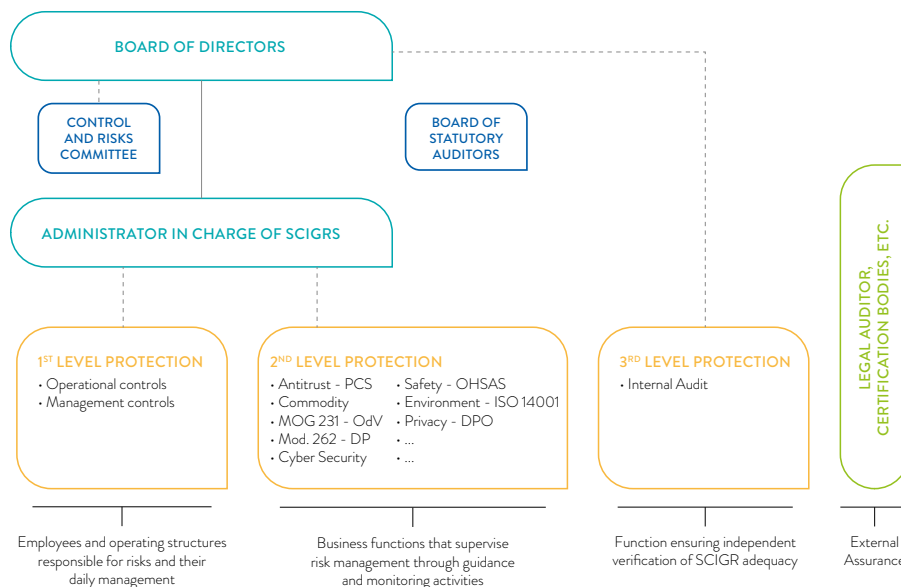 BOARD OF DIRECTORS
CONTROL
AND RISKS
COMMITTEE
BOARD OF
STATUTORY
AUDITORS
ADMINISTRATOR IN CHARGE OF SCIGRS
1ST LEVEL PROTECTION
• Operational controls
• Management controls
2ND LEVEL PROTECTION
• Antitrust - PCS
• Commodity
• MOG 231 - OdV
• Mod. 262 - DP
• Cyber Security
• Safety - OHSAS
• Environment - ISO 14001
• Privacy - DPO
• ...
• ...
3RD LEVEL PROTECTION
• Internal Audit
LEGAL AUDITOR,
CERTIFICATION BODIES, ETC.
Employees and operating structures
responsible for risks and their
daily management
Business functions that supervise
risk management through guidance
and monitoring activities
Function ensuring independent
verification of SCIGR adequacy
External
Assurance